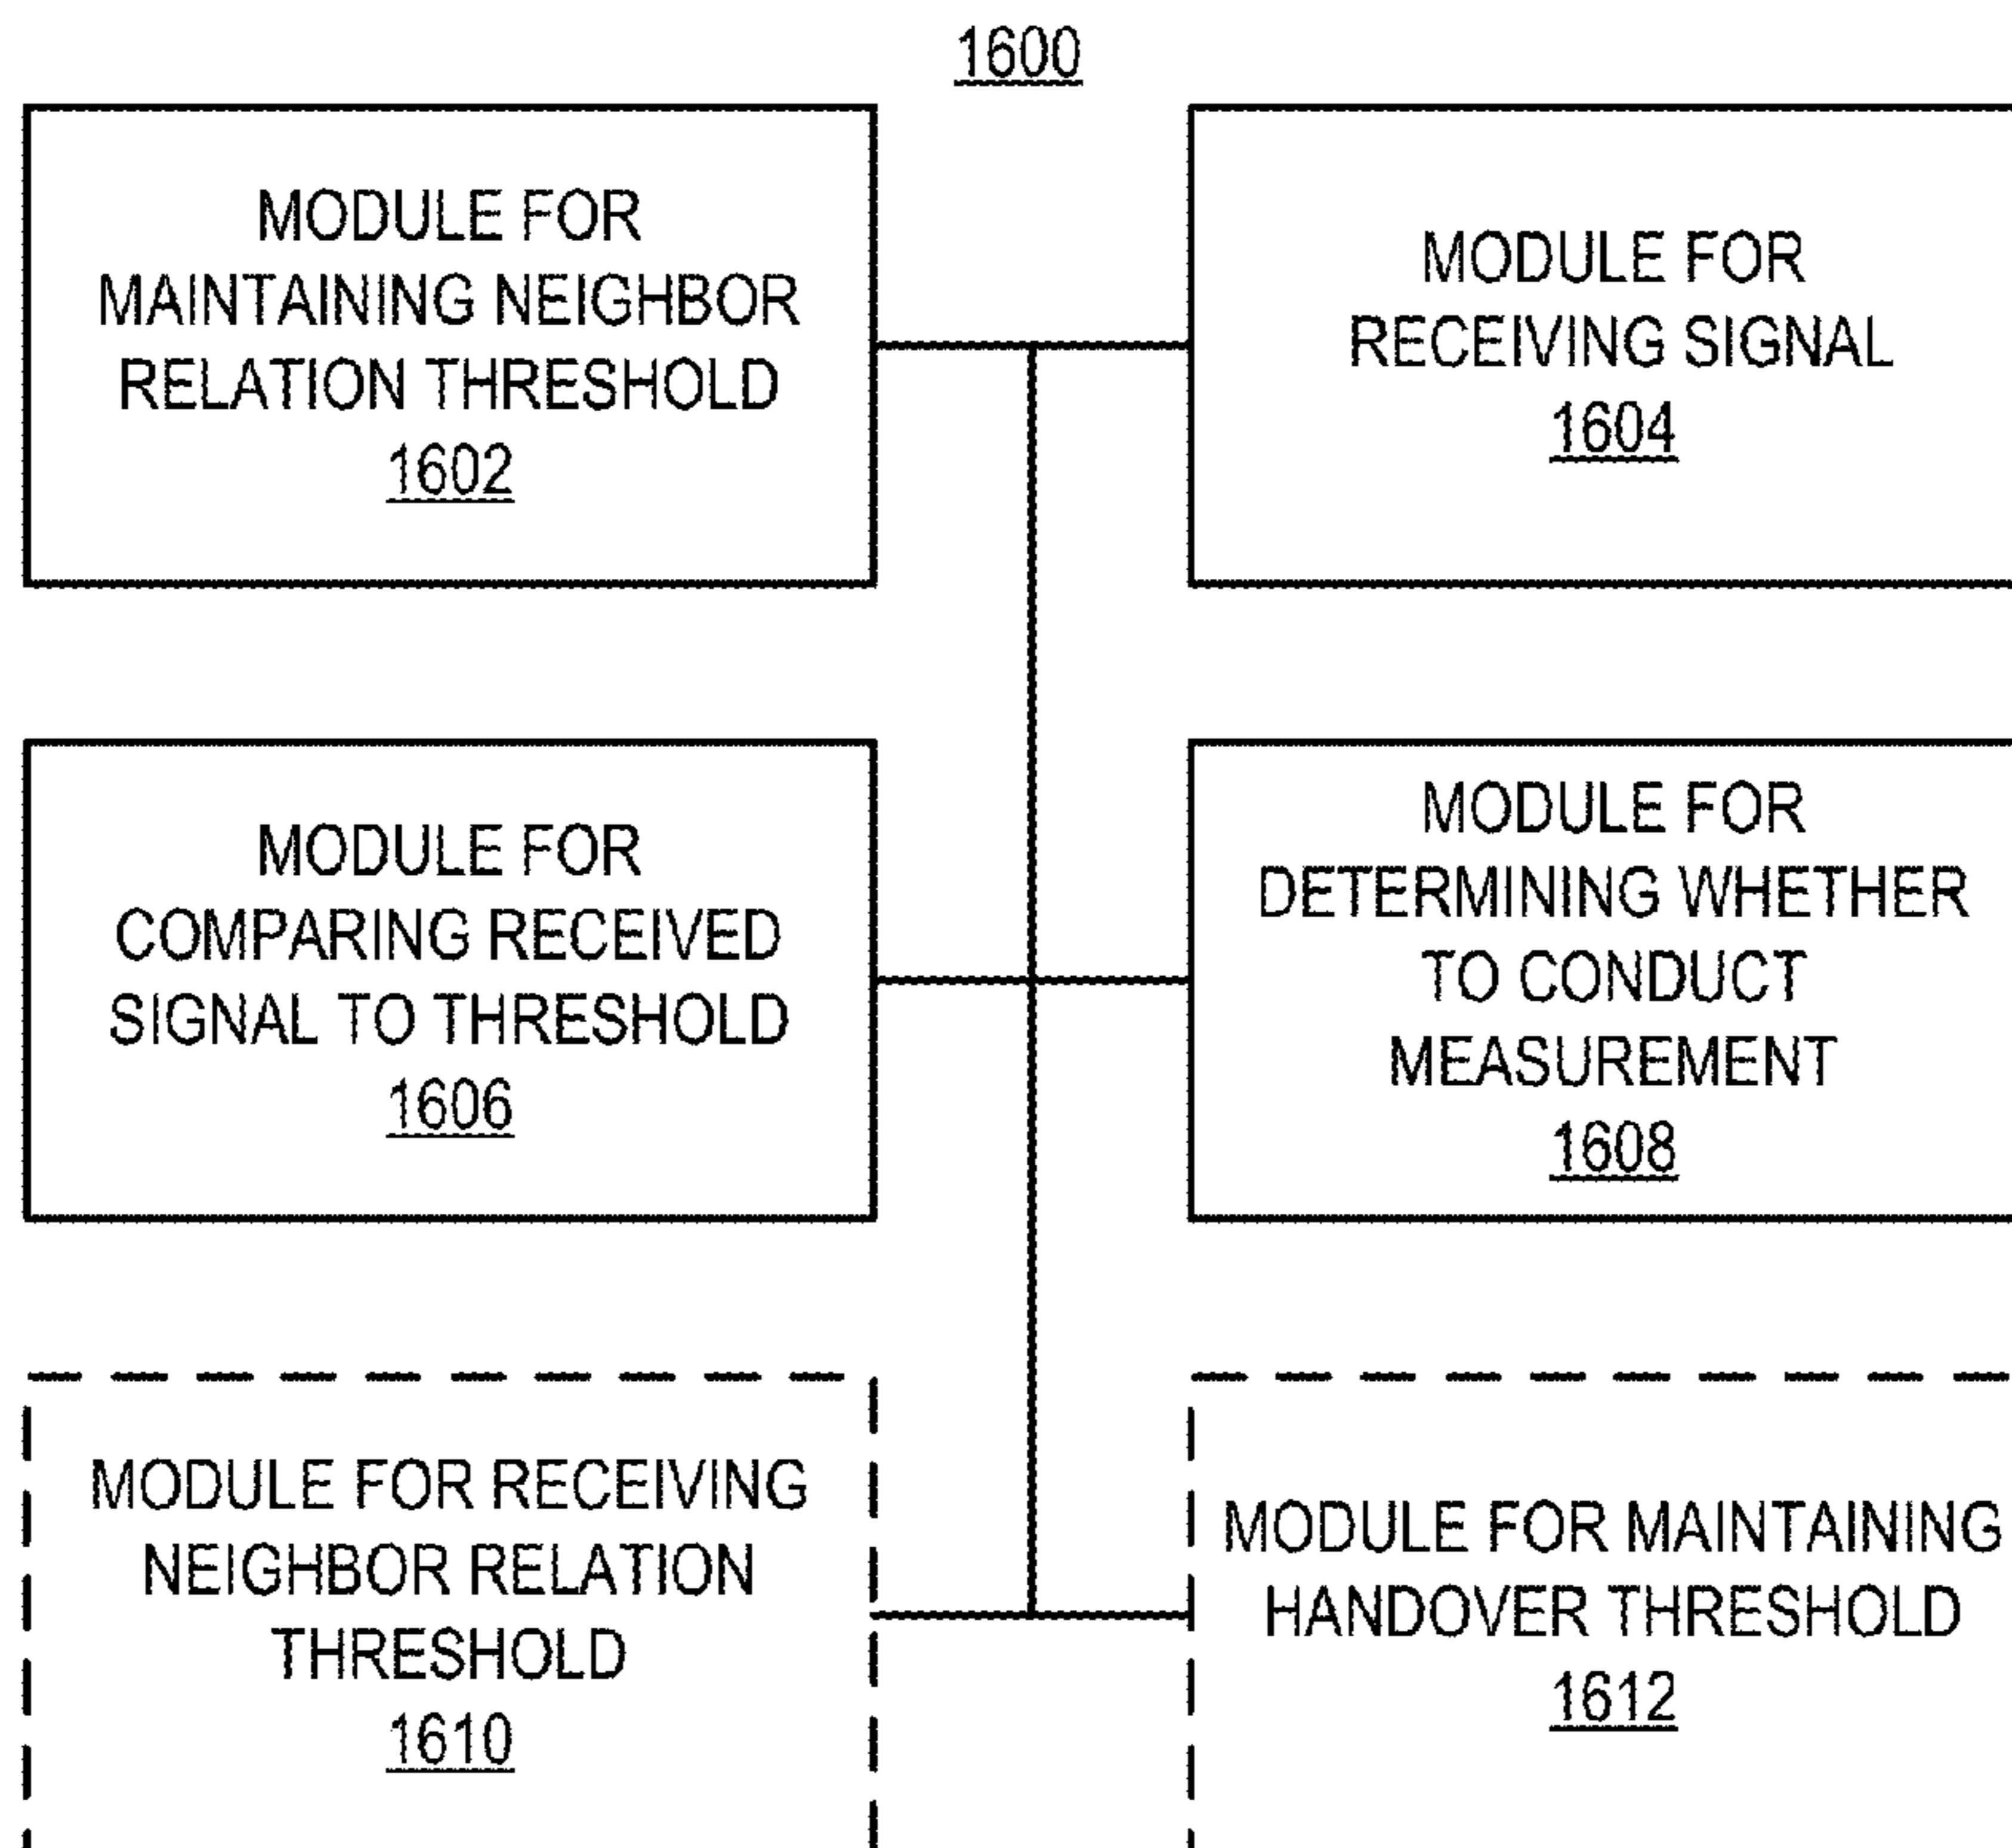 1600
MODULE FOR
MAINTAINING NEIGHBOR
RELATION THRESHOLD
1602
MODULE FOR
RECEIVING SIGNAL
1604
MODULE FOR
COMPARING RECEIVED
SIGNAL TO THRESHOLD
1606
MODULE FOR
DETERMINING WHETHER
TO CONDUCT
MEASUREMENT
1608
MODULE FOR RECEIVING
NEIGHBOR RELATION
THRESHOLD
1610
MODULE FOR MAINTAINING
HANDOVER THRESHOLD
1612